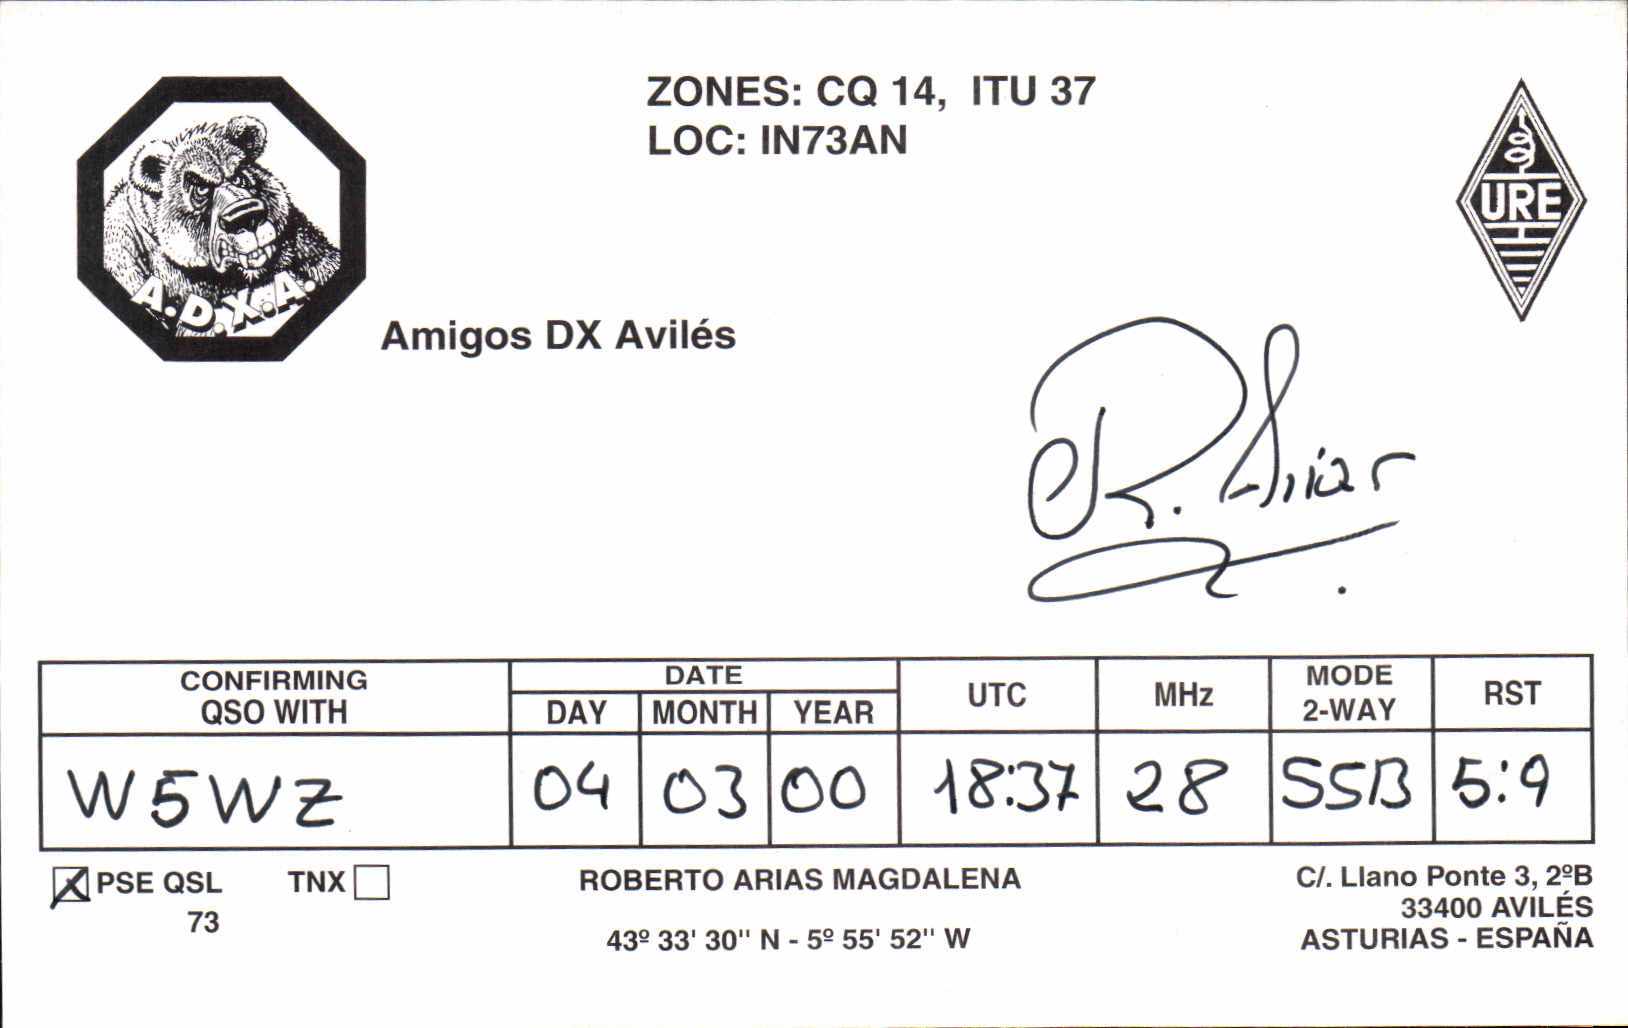 ZONES: CQ 14, ITU 37
LOC: IN73AN
URE
A.D.X.A.
Amigos DX Avilés
R. Arias
CONFIRMING QSO WITH
DATE
DAY MONTH YEAR
UTC
MHz
MODE 2-WAY
RST
W5WZ 04 03 00 18:37 28 SSB 5:9
PSE QSL TNX
73
ROBERTO ARIAS MAGDALENA
43º 33' 30" N - 5º 55' 52" W
C/. Llano Ponte 3, 2ºB
33400 AVILÉS
ASTURIAS - ESPAÑA